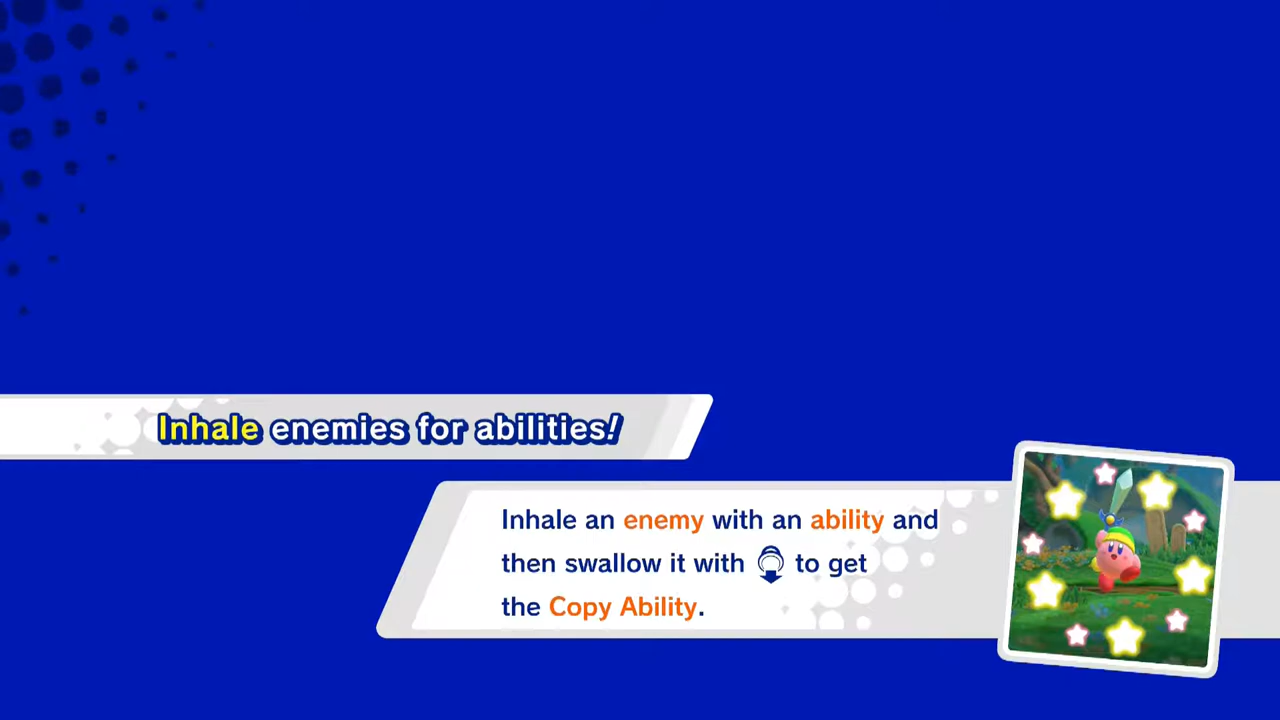 Inhale enemies for abilities!
Inhale an enemy with an ability and
then swallow it with to get
the Copy Ability.